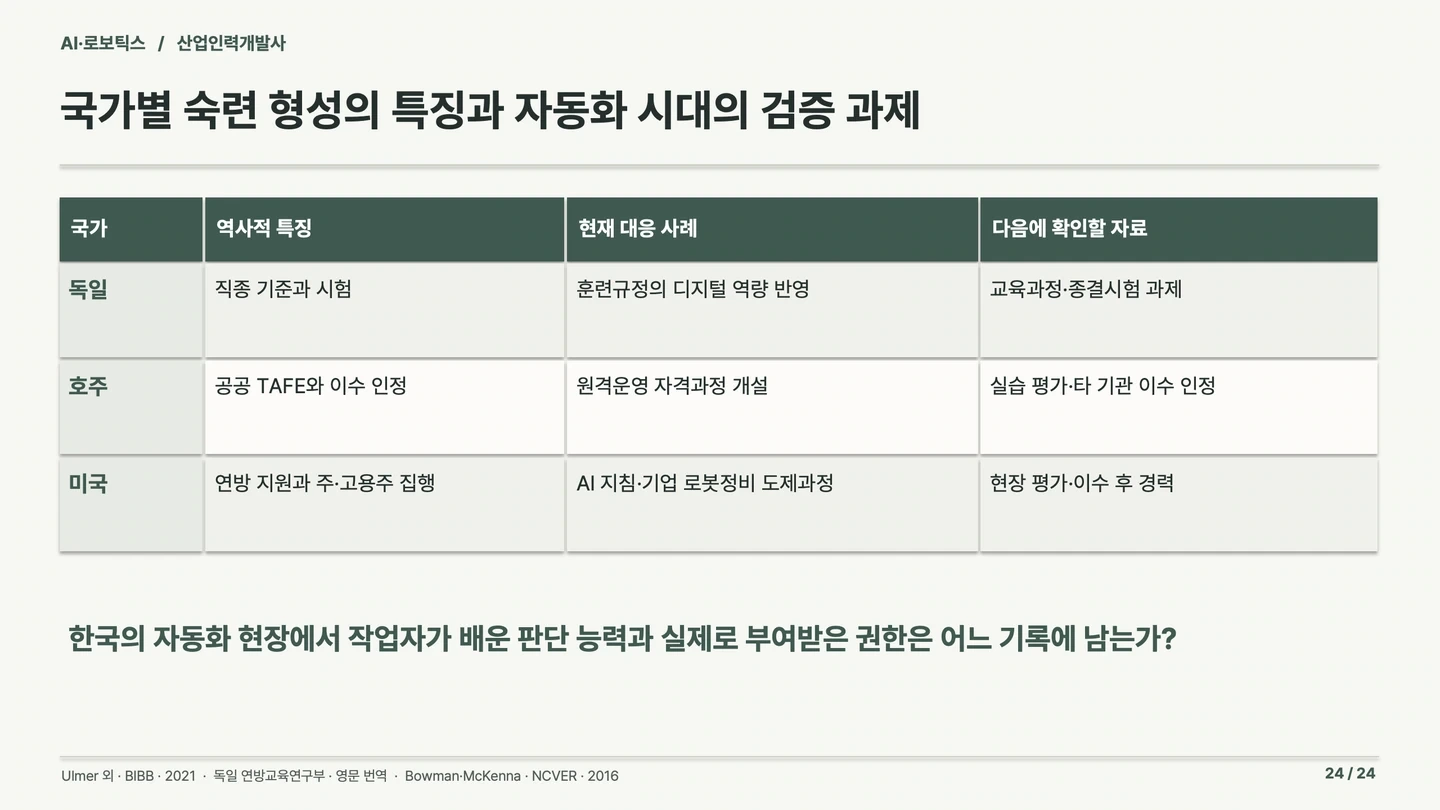 AI·로보틱스 / 산업인력개발사
국가별 숙련 형성의 특징과 자동화 시대의 검증 과제
국가 역사적 특징 현재 대응 사례 다음에 확인할 자료
독일 직종 기준과 시험 훈련규정의 디지털 역량 반영 교육과정·종결시험 과제
호주 공공 TAFE와 이수 인정 원격운영 자격과정 개설 실습 평가·타 기관 이수 인정
미국 연방 지원과 주·고용주 집행 AI 지침·기업 로봇정비 도제과정 현장 평가·이수 후 경력
한국의 자동화 현장에서 작업자가 배운 판단 능력과 실제로 부여받은 권한은 어느 기록에 남는가?
Ulmer 외 · BIBB · 2021 · 독일 연방교육연구부 · 영문 번역 · Bowman·McKenna · NCVER · 2016
24 / 24